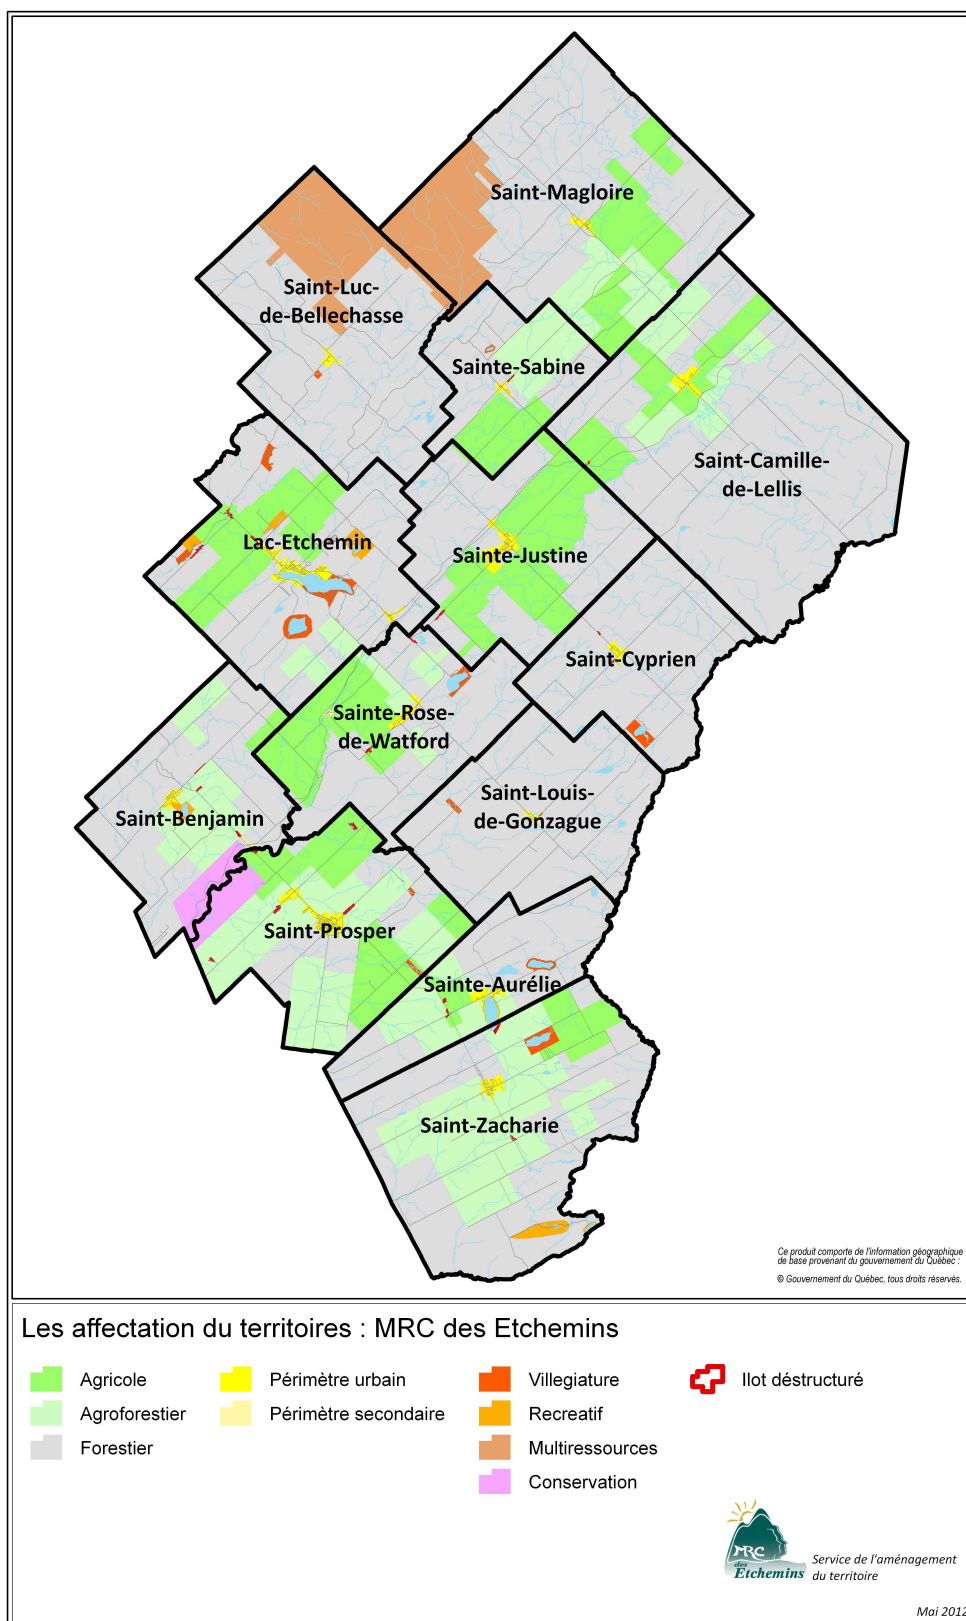 Saint-Magloire
Saint-Luc-
de-Bellechasse
Sainte-Sabine
Saint-Camille-
de-Lellis
Lac-Etchemin
Sainte-Justine
Saint-Cyprien
Sainte-Rose-
de-Watford
Saint-Louis-
de-Gonzague
Saint-Benjamin
Saint-Prosper
Sainte-Aurélie
Saint-Zacharie
Ce produit comporte de l'information géographique
de base provenant du gouvernement du Québec :
© Gouvernement du Québec, tous droits réservés.
Les affectation du territoires : MRC des Etchemins
Agricole
Agroforestier
Forestier
Périmètre urbain
Périmètre secondaire
Villegiature
Recreatif
Multiressources
Conservation
Ilot déstructuré
MRC
des
Etchemins
Service de l'aménagement
du territoire
Mai 2012